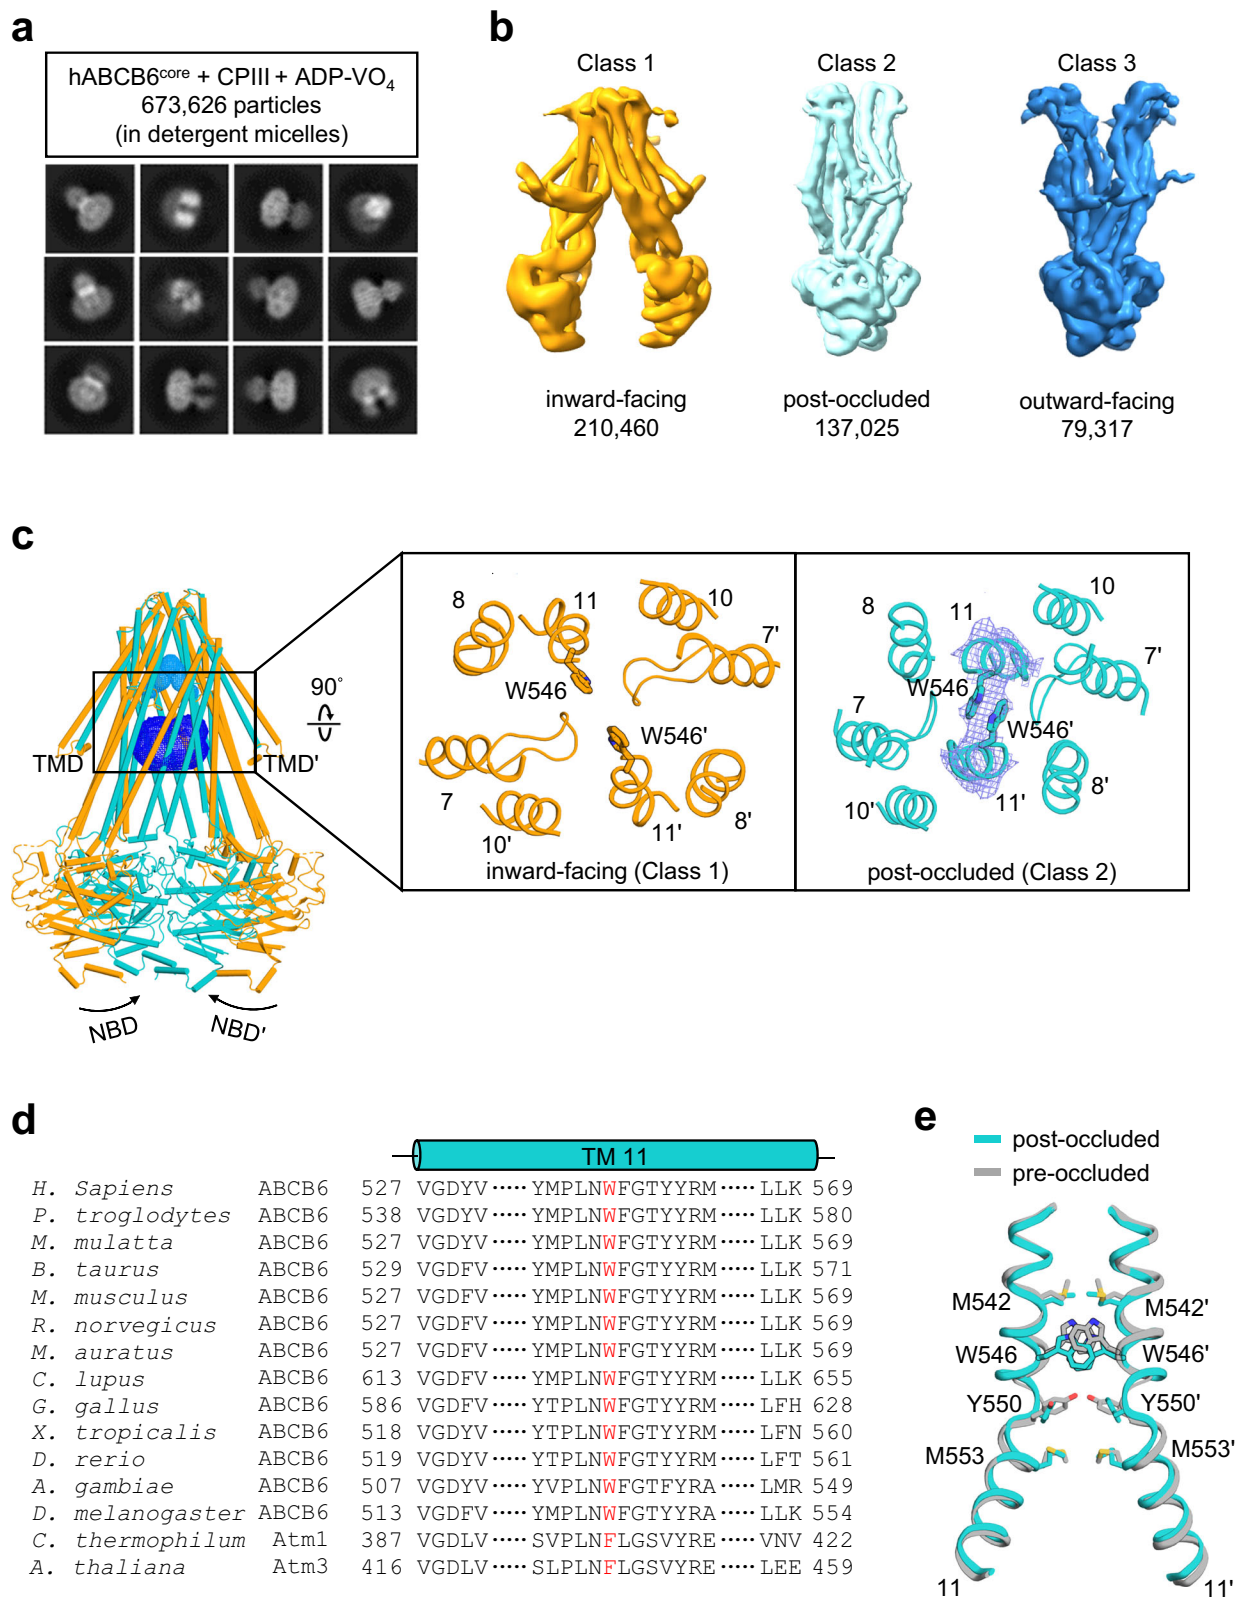 a
hABCB6core + CPIII + ADP-VO4
673,626 particles
(in detergent micelles)
b
Class 1
Class 2
Class 3
inward-facing
210,460
post-occluded
137,025
outward-facing
79,317
c
TMD
TMD'
NBD
NBD'
90°
8
11
10
7'
W546
W546'
7
10'
11'
8'
inward-facing (Class 1)
8
11
10
7'
W546
7
W546'
10'
11'
8'
post-occluded (Class 2)
d
TM 11
H. Sapiens ABCB6 527 VGDYV ····· YMPLNWFGTYYRM ····· LLK 569
P. troglodytes ABCB6 538 VGDYV ····· YMPLNWFGTYYRM ····· LLK 580
M. mulatta ABCB6 527 VGDYV ····· YMPLNWFGTYYRM ····· LLK 569
B. taurus ABCB6 529 VGDFV ····· YMPLNWFGTYYRM ····· LLK 571
M. musculus ABCB6 527 VGDFV ····· YMPLNWFGTYYRM ····· LLK 569
R. norvegicus ABCB6 527 VGDFV ····· YMPLNWFGTYYRM ····· LLK 569
M. auratus ABCB6 527 VGDFV ····· YMPLNWFGTYYRM ····· LLK 569
C. lupus ABCB6 613 VGDFV ····· YMPLNWFGTYYRM ····· LLK 655
G. gallus ABCB6 586 VGDFV ····· YTPLNWFGTYYRM ····· LFH 628
X. tropicalis ABCB6 518 VGDYV ····· YTPLNWFGTYYRM ····· LFN 560
D. rerio ABCB6 519 VGDYV ····· YTPLNWFGTYYRM ····· LFT 561
A. gambiae ABCB6 507 VGDYV ····· YVPLNWFGTFYRA ····· LMR 549
D. melanogaster ABCB6 513 VGDFV ····· YMPLNWFGTYYRA ····· LLK 554
C. thermophilum Atm1 387 VGDLV ····· SVPLNFLGSVYRE ····· VNV 422
A. thaliana Atm3 416 VGDLV ····· SLPLNFLGSVYRE ····· LEE 459
e
post-occluded
pre-occluded
M542
M542'
W546
W546'
Y550
Y550'
M553
M553'
11
11'